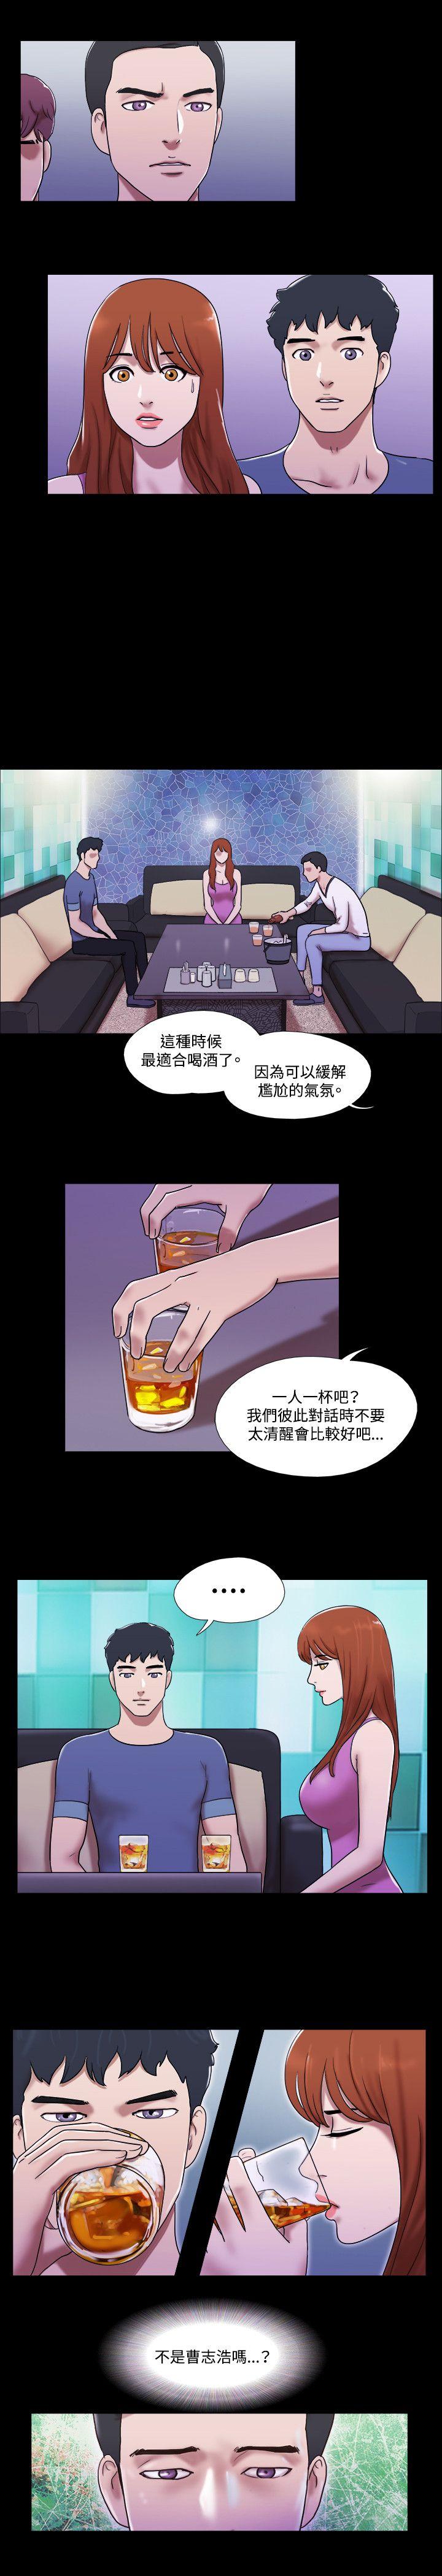 這種時候
最適合喝酒了。
因為可以緩解
尷尬的氣氛。
一人一杯吧？
我們彼此對話時不要
太清醒會比較好吧...
....
不是曹志浩嗎...？